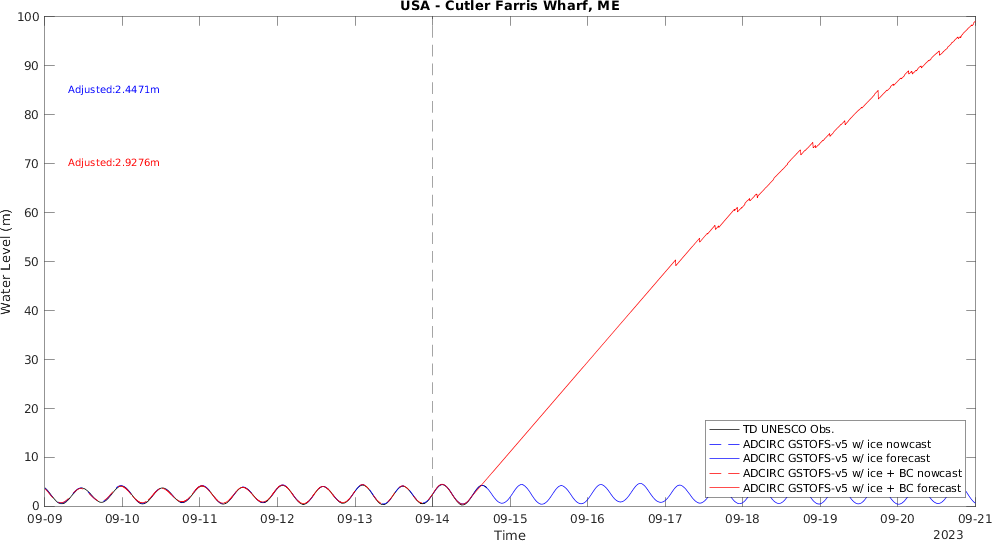 USA - Cutler Farris Wharf, ME
100
90
80
70
60
50
40
30
20
10
0
Water Level (m)
Adjusted:2.4471m
Adjusted:2.9276m
TD UNESCO Obs.
ADCIRC GSTOFS-v5 w/ ice nowcast
ADCIRC GSTOFS-v5 w/ ice forecast
ADCIRC GSTOFS-v5 w/ ice + BC nowcast
ADCIRC GSTOFS-v5 w/ ice + BC forecast
09-09 09-10 09-11 09-12 09-13 09-14 09-15 09-16 09-17 09-18 09-19 09-20 09-21
Time
2023